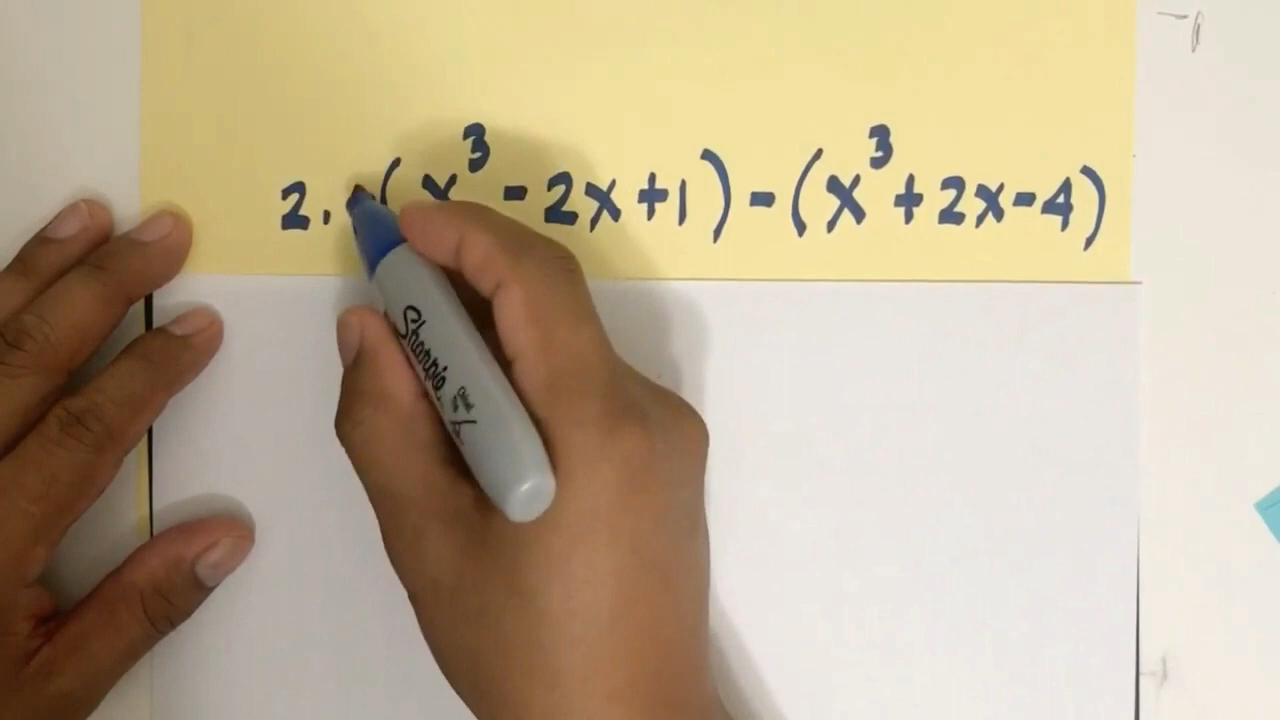 2. (x³ - 2x + 1) - (x³ + 2x - 4)
Sharpie